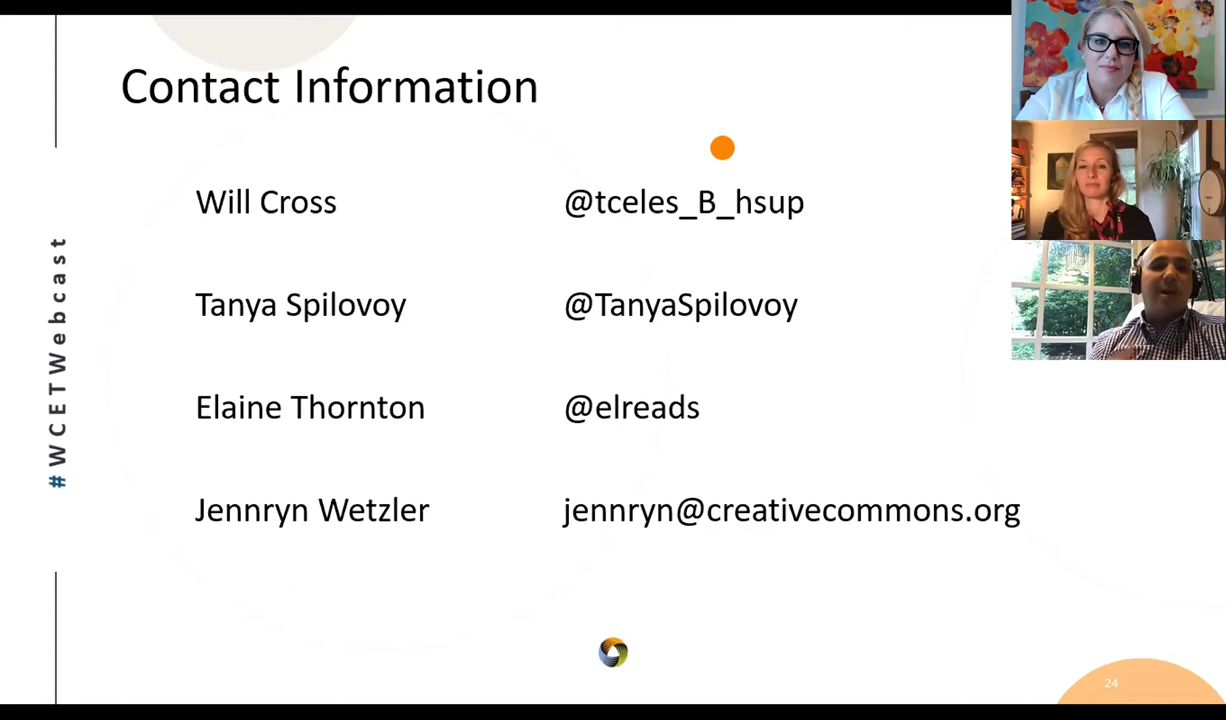 Contact Information
Will Cross @tceles_B_hsup
Tanya Spilovoy @TanyaSpilovoy
Elaine Thornton @elreads
Jennryn Wetzler jennryn@creativecommons.org
#WCETWebcast
24